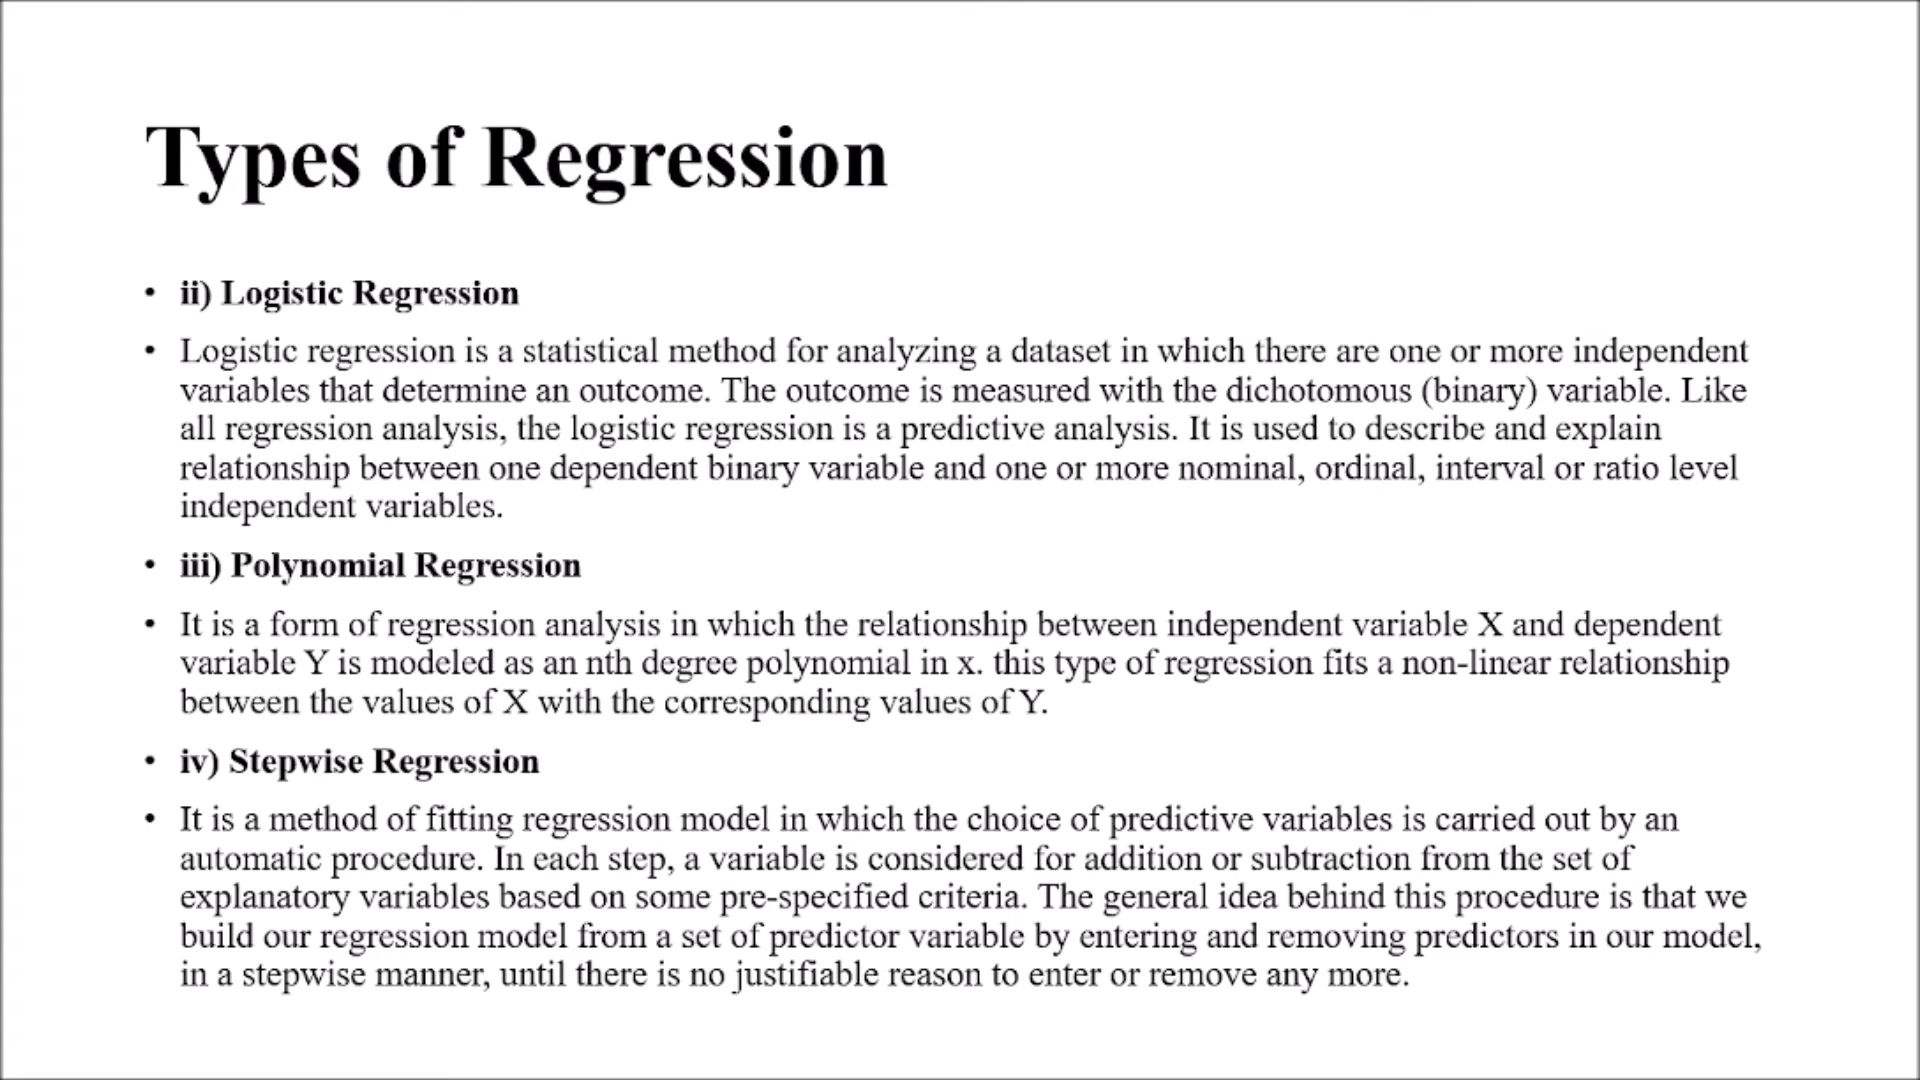 Types of Regression
• ii) Logistic Regression
• Logistic regression is a statistical method for analyzing a dataset in which there are one or more independent
variables that determine an outcome. The outcome is measured with the dichotomous (binary) variable. Like
all regression analysis, the logistic regression is a predictive analysis. It is used to describe and explain
relationship between one dependent binary variable and one or more nominal, ordinal, interval or ratio level
independent variables.
• iii) Polynomial Regression
• It is a form of regression analysis in which the relationship between independent variable X and dependent
variable Y is modeled as an nth degree polynomial in x. this type of regression fits a non-linear relationship
between the values of X with the corresponding values of Y.
• iv) Stepwise Regression
• It is a method of fitting regression model in which the choice of predictive variables is carried out by an
automatic procedure. In each step, a variable is considered for addition or subtraction from the set of
explanatory variables based on some pre-specified criteria. The general idea behind this procedure is that we
build our regression model from a set of predictor variable by entering and removing predictors in our model,
in a stepwise manner, until there is no justifiable reason to enter or remove any more.